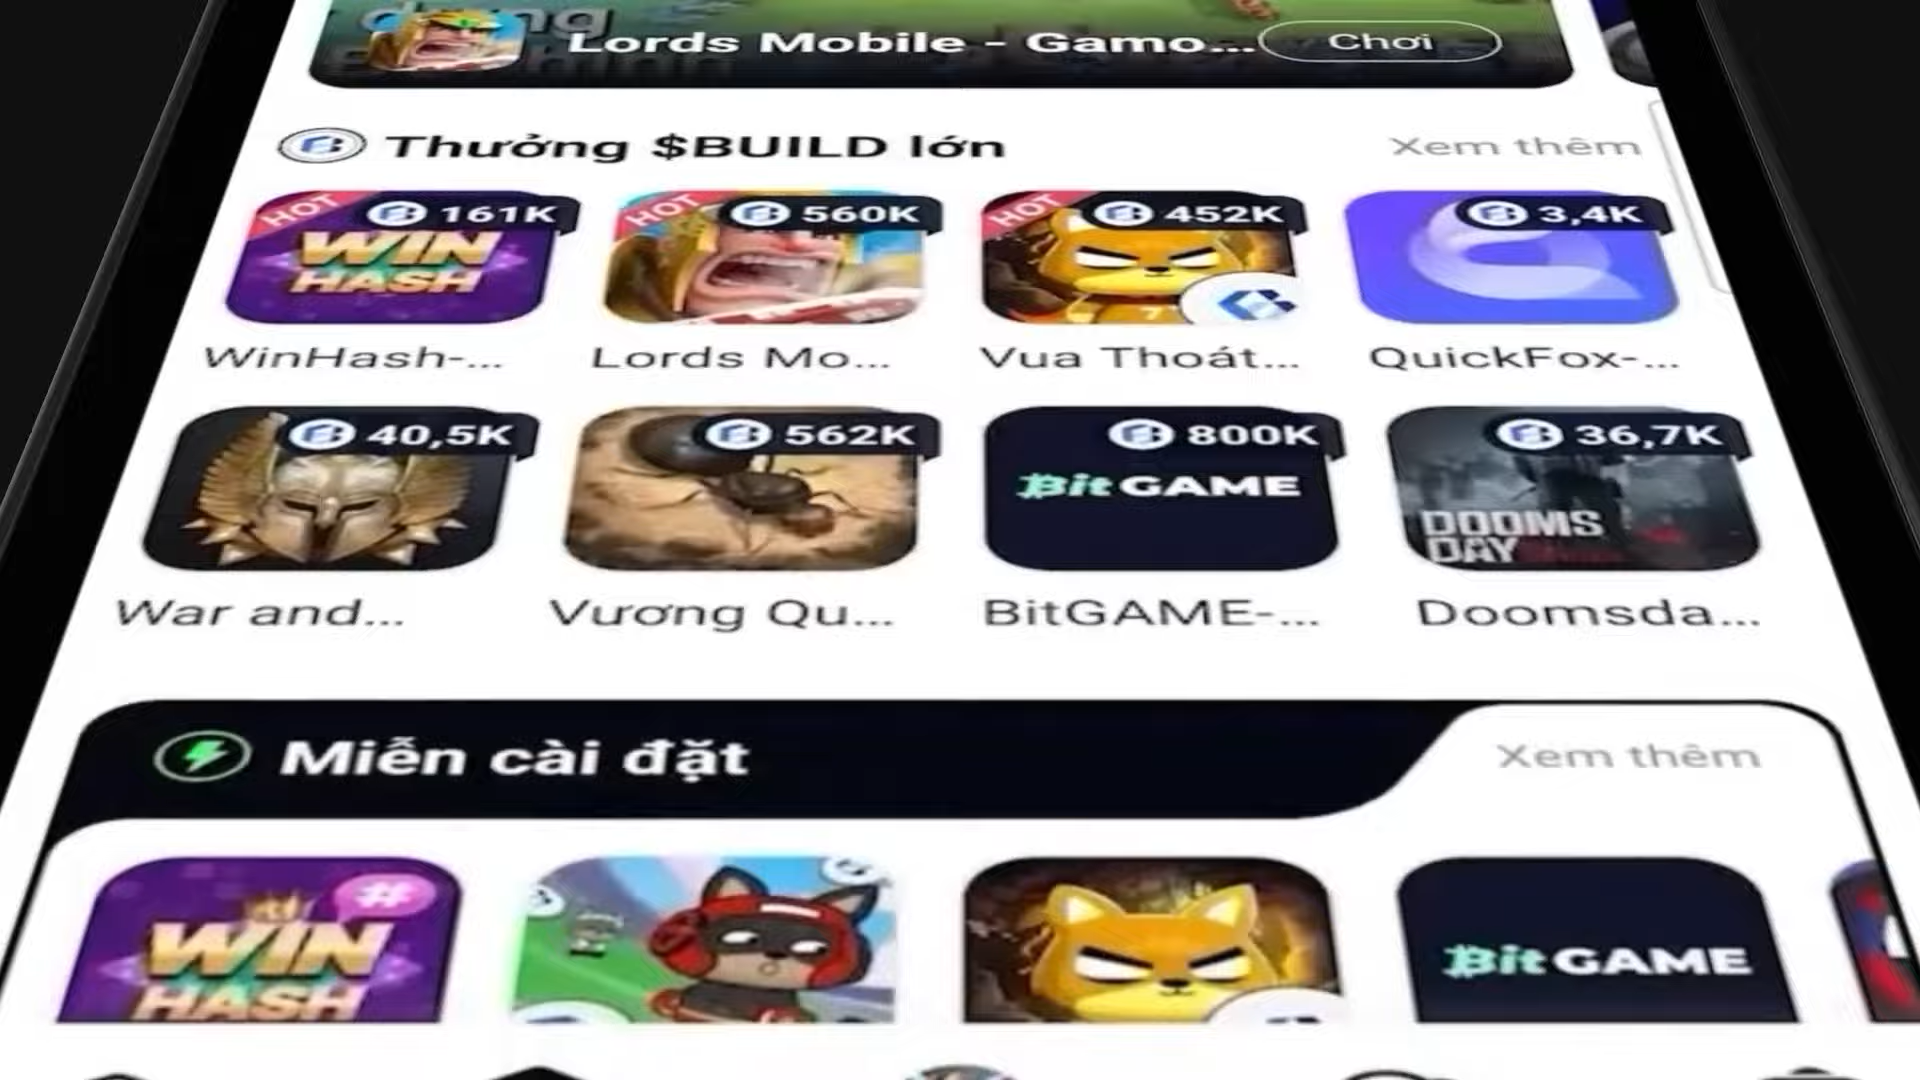 Lords Mobile - Gamo...
Chơi
Thưởng $BUILD lớn
Xem thêm
HOT 161K
HOT 560K
HOT 452K
3,4K
WIN
HASH
WinHash-...
Lords Mo...
Vua Thoát...
QuickFox-...
40,5K
562K
800K
36,7K
BitGAME
DOOMS
DAY
War and...
Vương Qu...
BitGAME-...
Doomsda...
Miễn cài đặt
Xem thêm
#
WIN
HASH
BitGAME